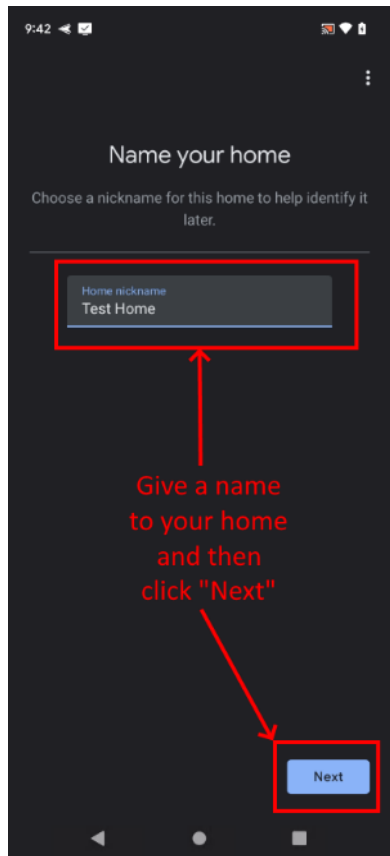 9:42
Name your home
Choose a nickname for this home to help identify it
later.
Home nickname
Test Home
Give a name
to your home
and then
click "Next"
Next